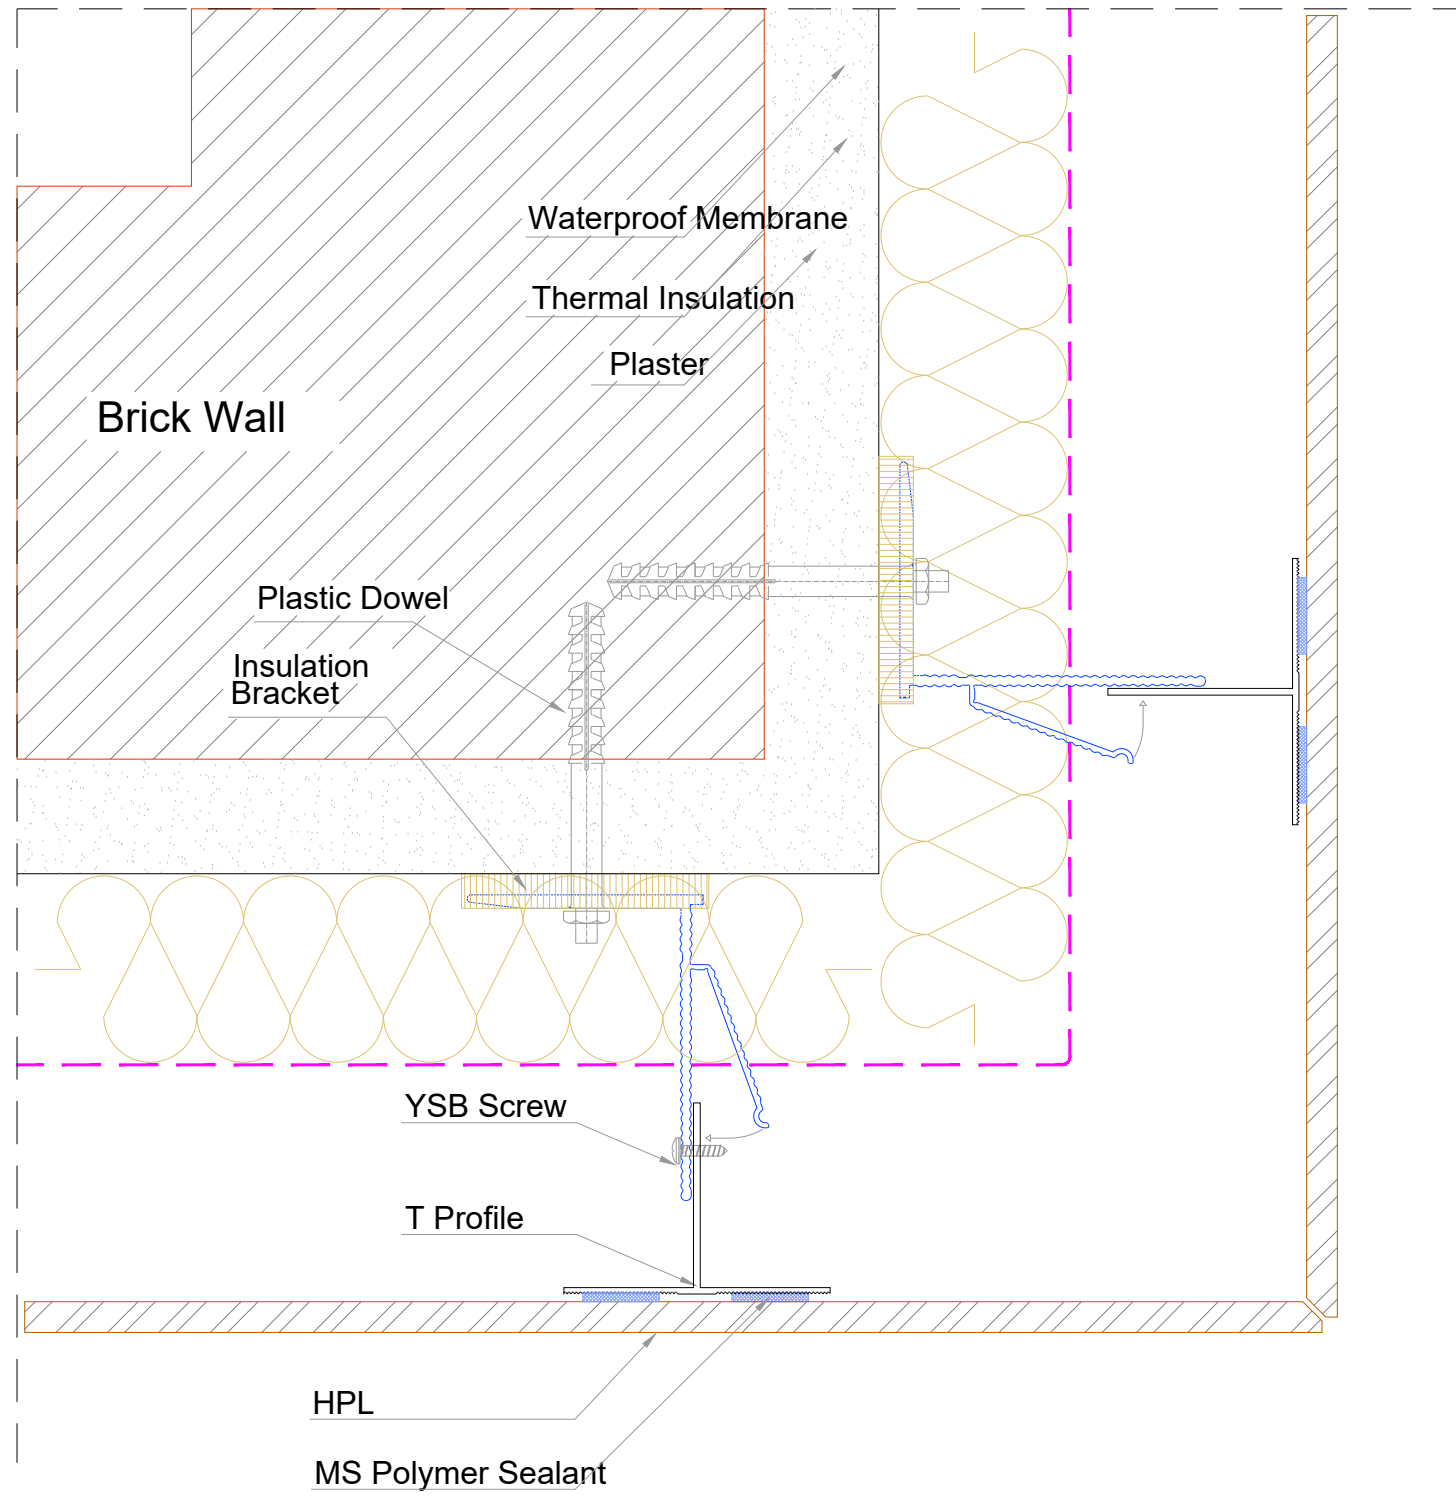 Waterproof Membrane
Thermal Insulation
Plaster
Brick Wall
Plastic Dowel
Insulation
Bracket
YSB Screw
T Profile
HPL
MS Polymer Sealant